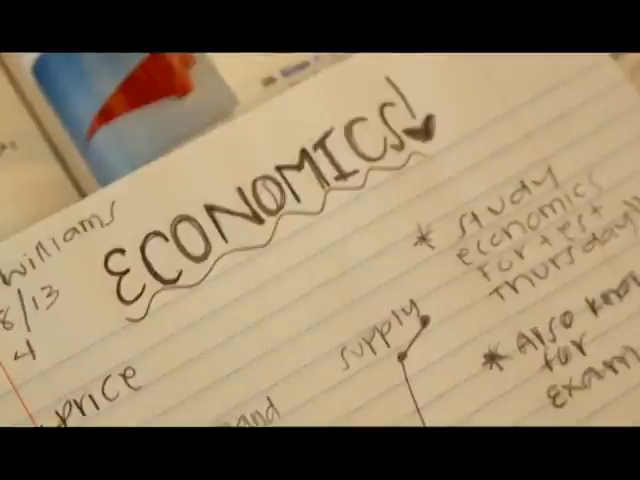 Williams
8/13
4
ECONOMICS!
* study
economics
for test
Thursday!!
* Also know
for
exam
supply
price